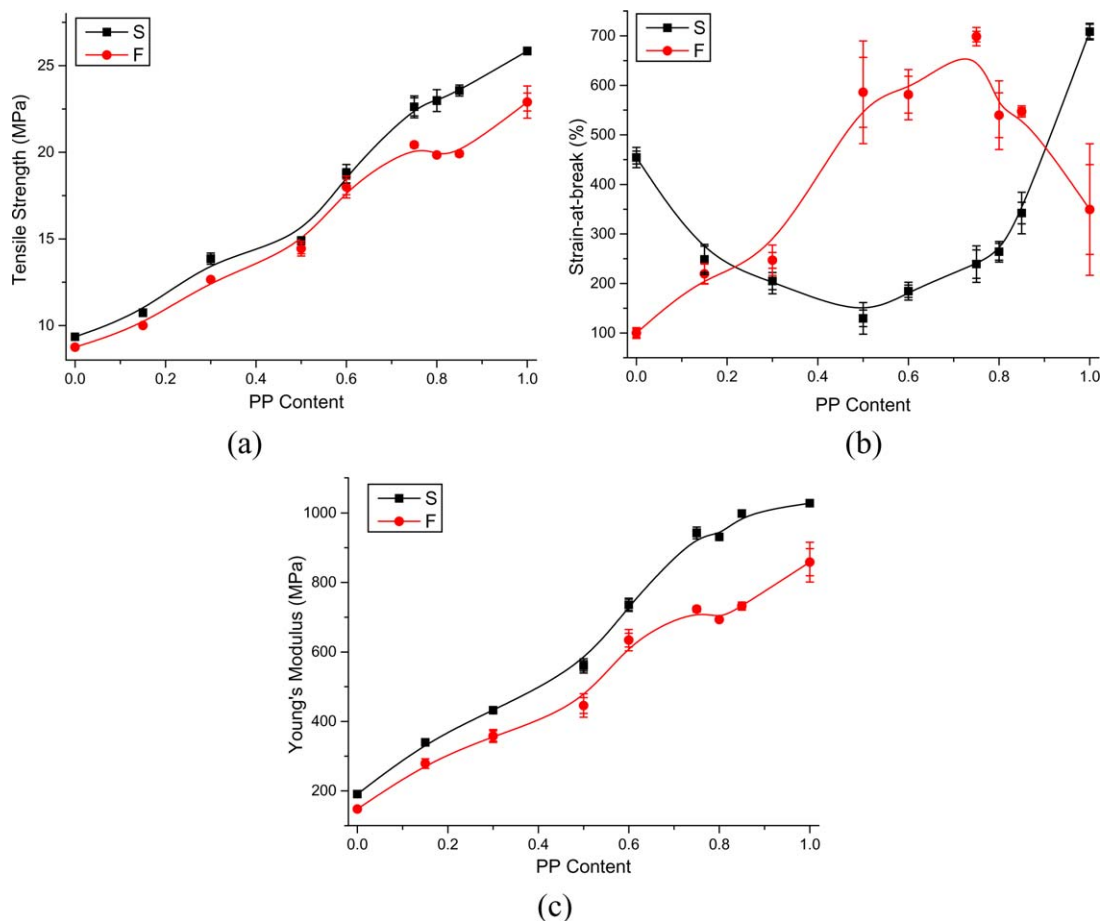 S
F
Tensile Strength (MPa)
25
20
15
10
0.0 0.2 0.4 0.6 0.8 1.0
PP Content
(a)
S
F
Strain-at-break (%)
700
600
500
400
300
200
100
0.0 0.2 0.4 0.6 0.8 1.0
PP Content
(b)
S
F
Young's Modulus (MPa)
1000
800
600
400
200
0.0 0.2 0.4 0.6 0.8 1.0
PP Content
(c)